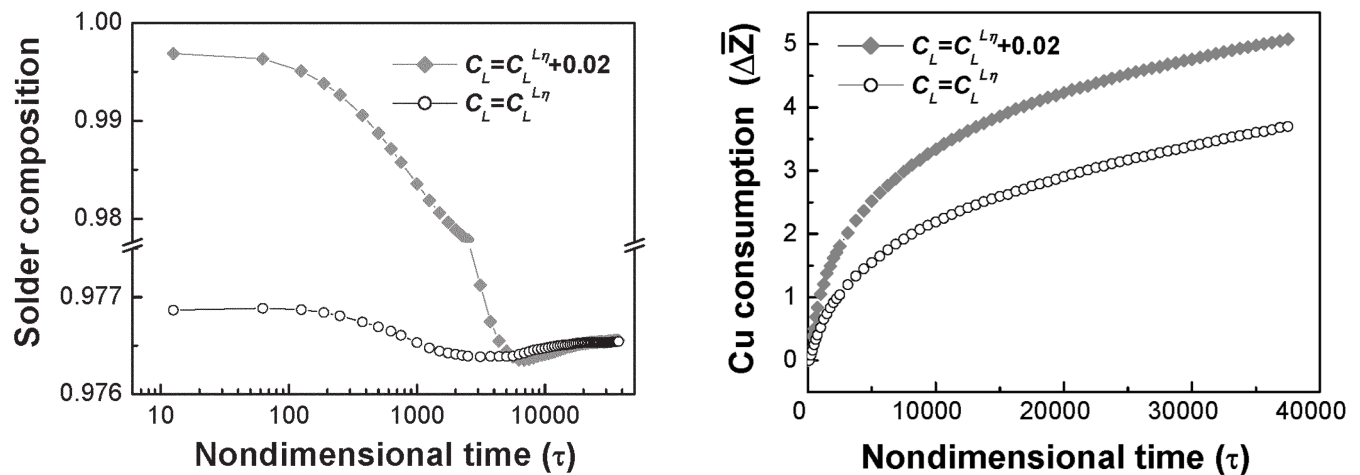 Solder composition
1.00
0.99
0.98
0.977
0.976
C_L=C_L^{Lη}+0.02
C_L=C_L^{Lη}
10
100
1000
10000
Nondimensional time (τ)
Cu consumption (ΔZ̅)
5
4
3
2
1
0
C_L=C_L^{Lη}+0.02
C_L=C_L^{Lη}
0
10000
20000
30000
40000
Nondimensional time (τ)